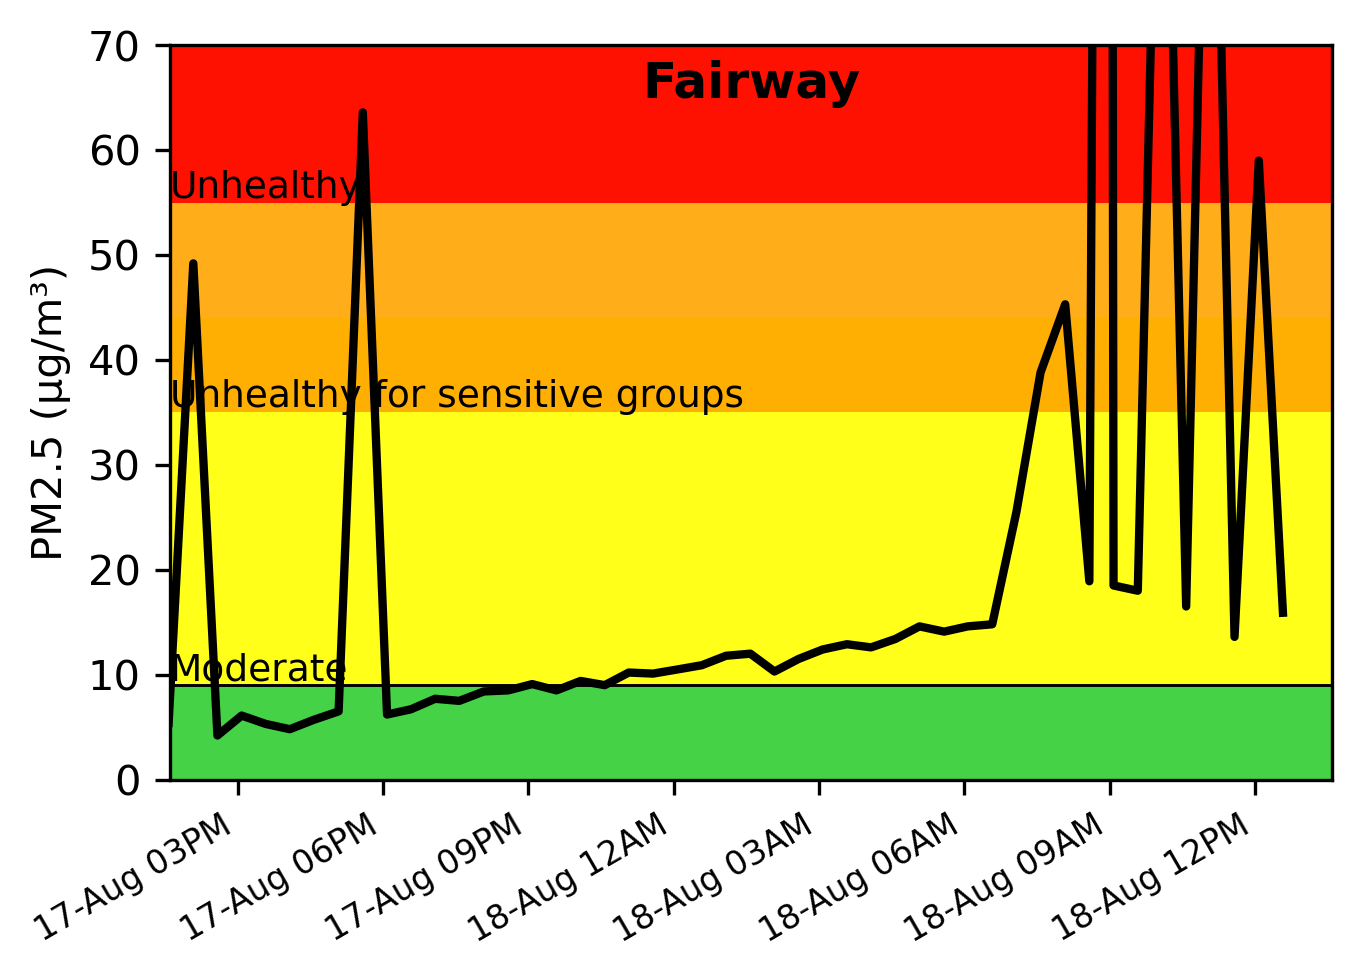 Fairway
PM2.5 (µg/m³)
70
60
50
40
30
20
10
0
Unhealthy
Unhealthy for sensitive groups
Moderate
17-Aug 03PM
17-Aug 06PM
17-Aug 09PM
18-Aug 12AM
18-Aug 03AM
18-Aug 06AM
18-Aug 09AM
18-Aug 12PM